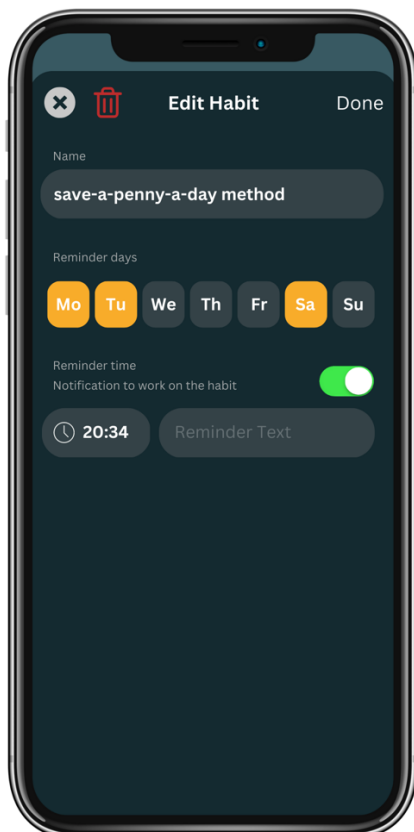 Edit Habit Done
Name
save-a-penny-a-day method
Reminder days
Mo Tu We Th Fr Sa Su
Reminder time
Notification to work on the habit
20:34 Reminder Text